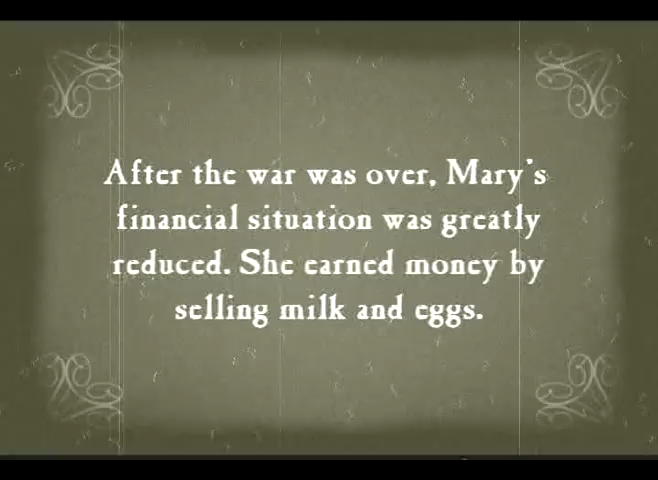 After the war was over, Mary's
financial situation was greatly
reduced. She earned money by
selling milk and eggs.